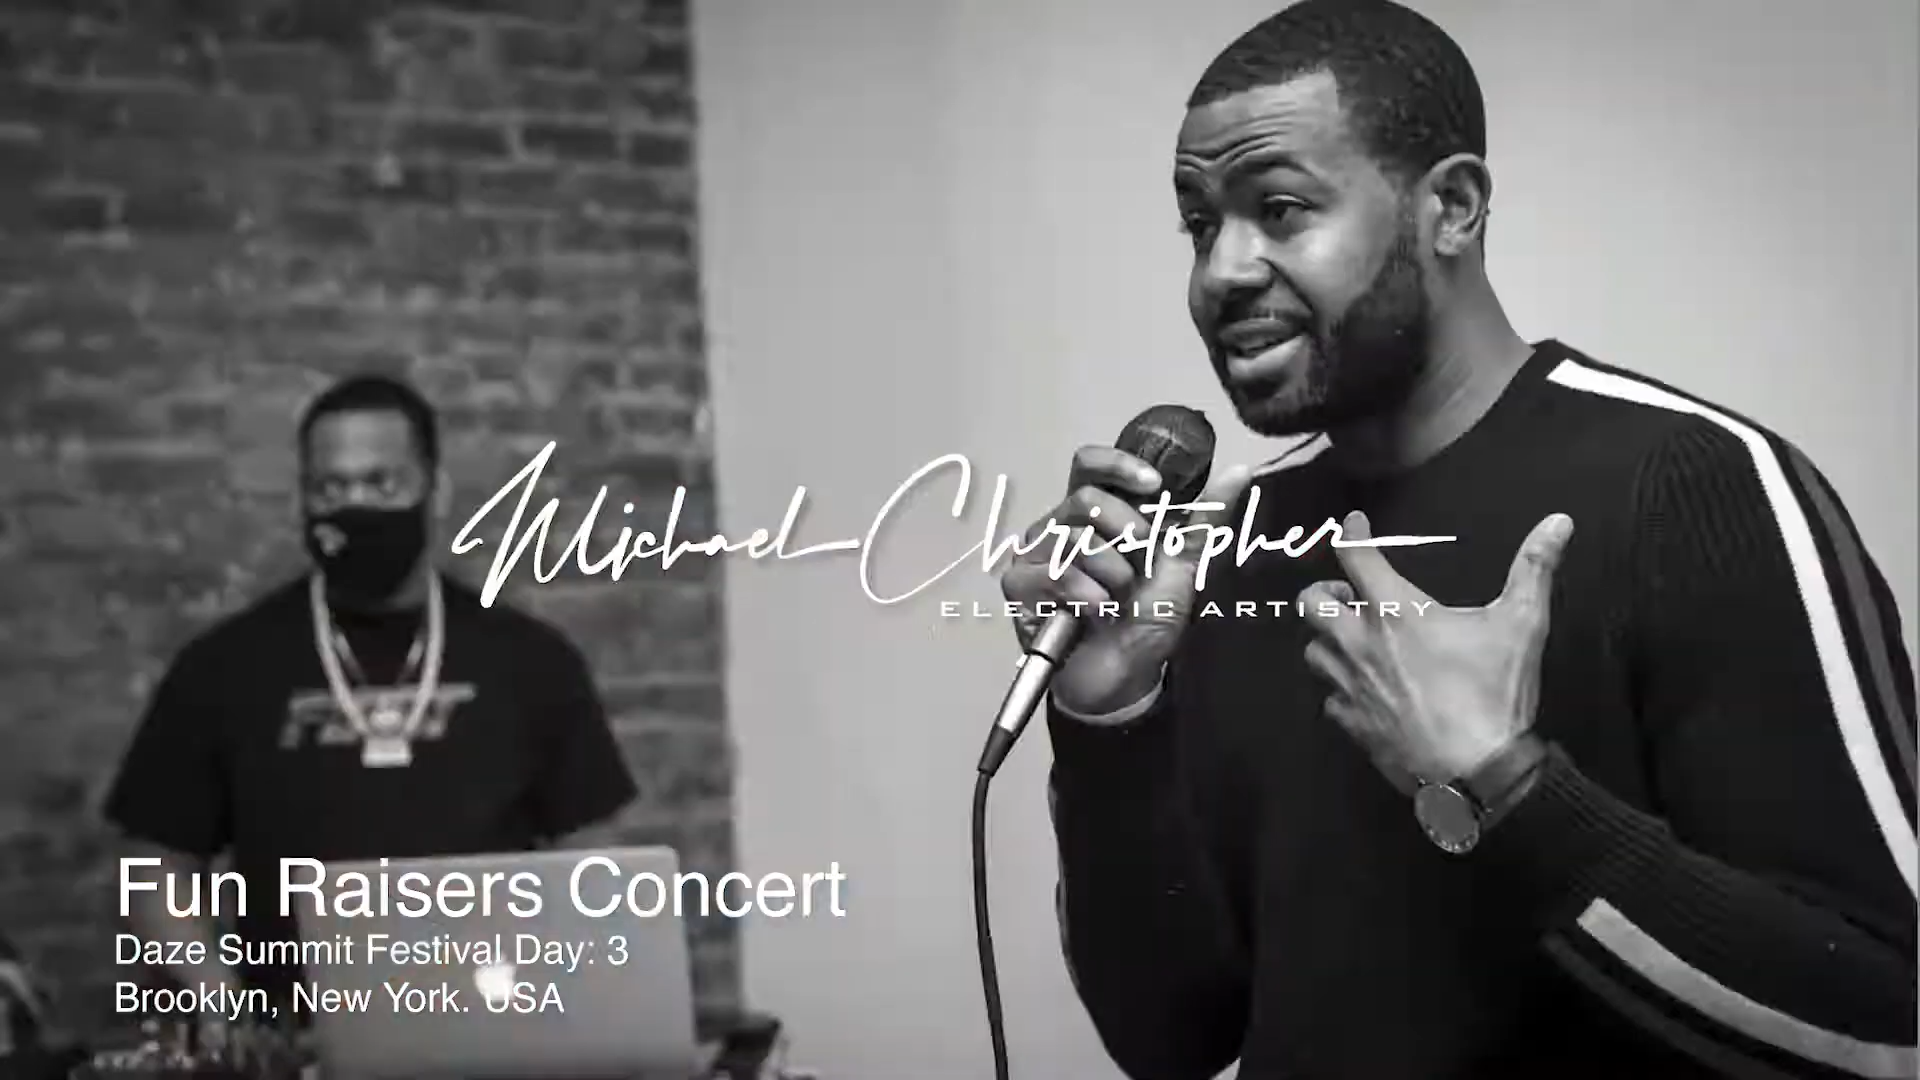 Michael Christopher
ELECTRIC ARTISTRY
Fun Raisers Concert
Daze Summit Festival Day: 3
Brooklyn, New York. USA